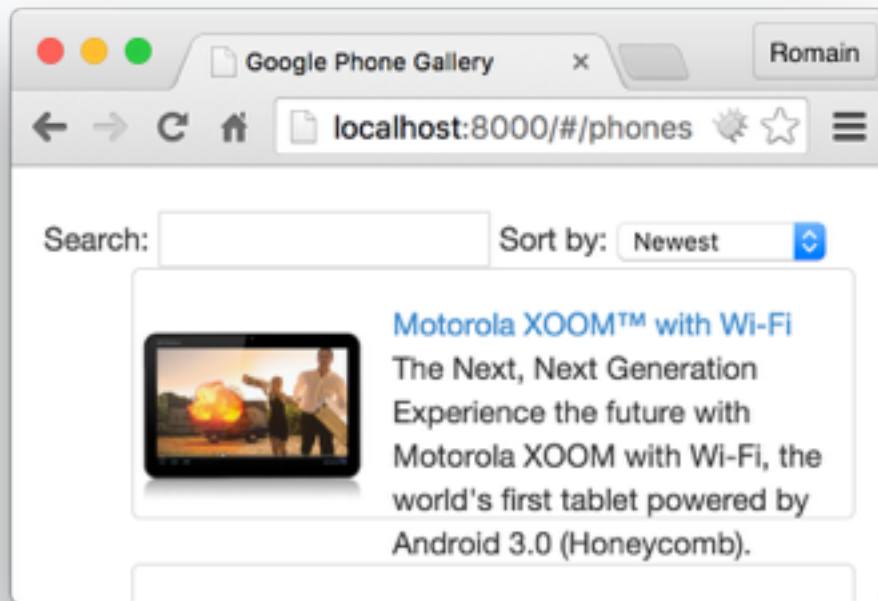 Google Phone Gallery
Romain
localhost:8000/#/phones
Search:
Sort by: Newest
Motorola XOOM™ with Wi-Fi
The Next, Next Generation
Experience the future with
Motorola XOOM with Wi-Fi, the
world's first tablet powered by
Android 3.0 (Honeycomb).